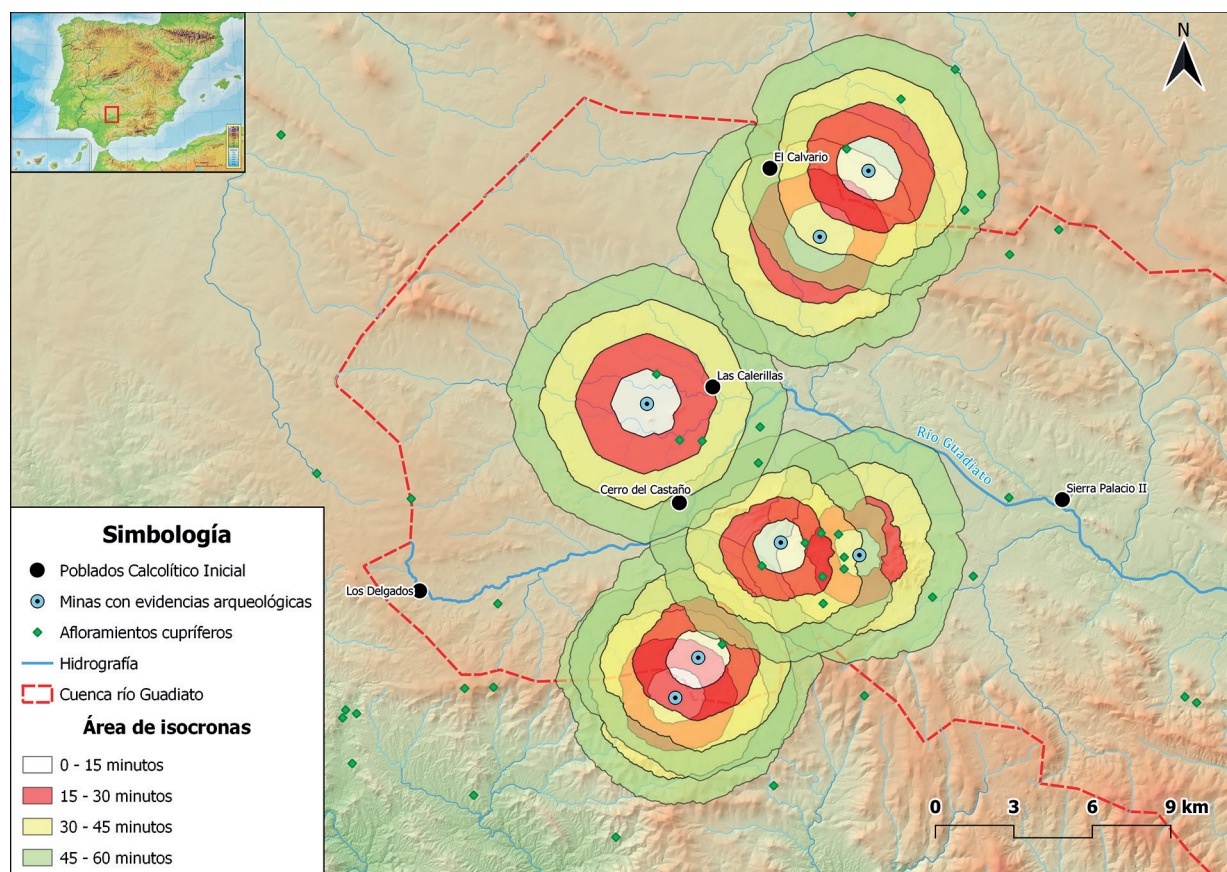 N
El Calvario
Las Calerillas
Río Guadiato
Cerro del Castaño
Sierra Palacio II
Los Delgados
Simbología
Poblados Calcolítico Inicial
Minas con evidencias arqueológicas
Afloramientos cupríferos
Hidrografía
Cuenca río Guadiato
Área de isocronas
0 - 15 minutos
15 - 30 minutos
30 - 45 minutos
45 - 60 minutos
0 3 6 9 km